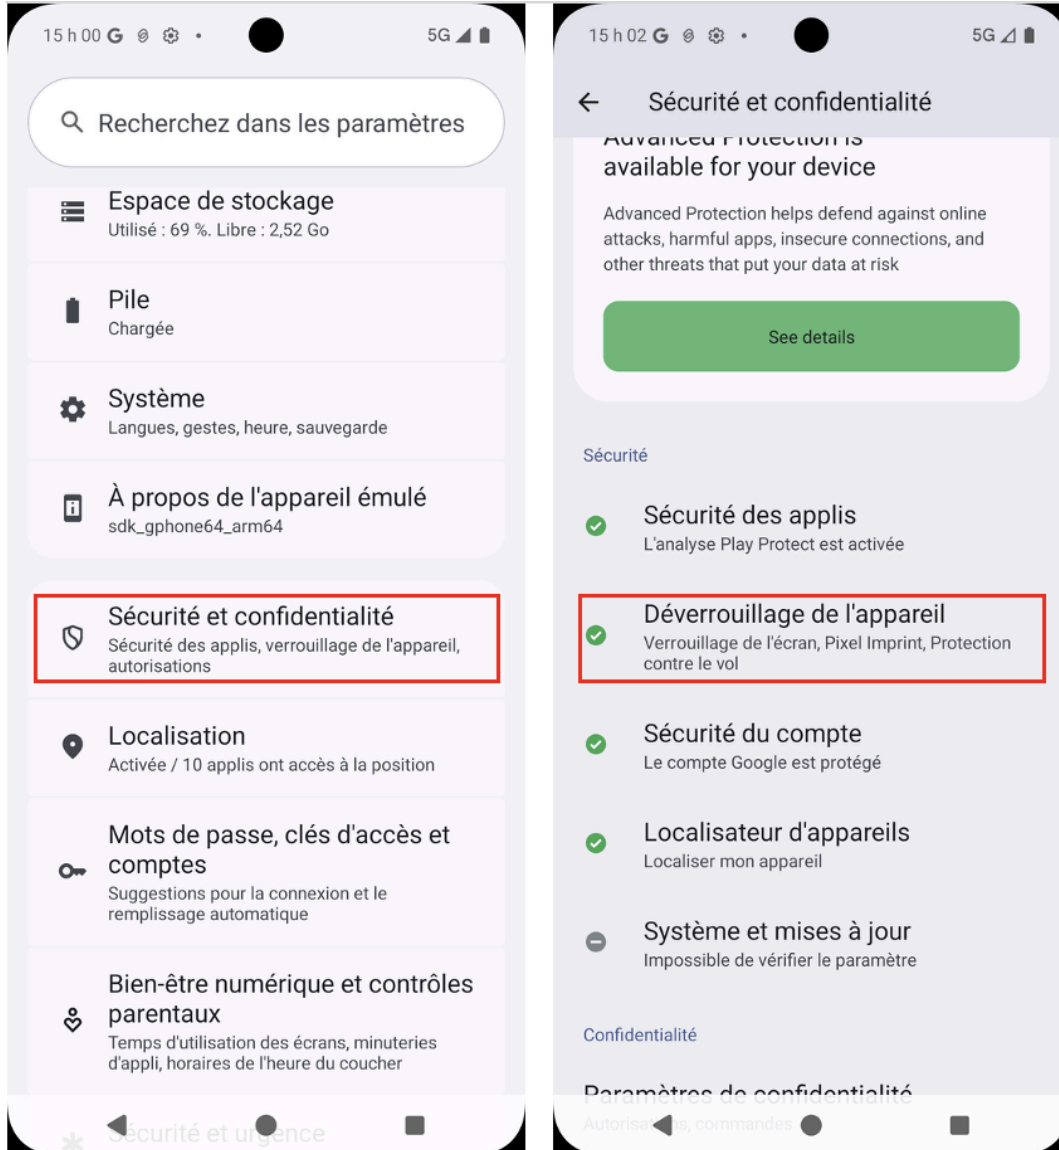 15 h 00 G
5G
Recherchez dans les paramètres
Espace de stockage
Utilisé : 69 %. Libre : 2,52 Go
Pile
Chargée
Système
Langues, gestes, heure, sauvegarde
À propos de l'appareil émulé
sdk_gphone64_arm64
Sécurité et confidentialité
Sécurité des applis, verrouillage de l'appareil,
autorisations
Localisation
Activée / 10 applis ont accès à la position
Mots de passe, clés d'accès et
comptes
Suggestions pour la connexion et le
remplissage automatique
Bien-être numérique et contrôles
parentaux
Temps d'utilisation des écrans, minuteries
d'appli, horaires de l'heure du coucher
Sécurité et urgence
15 h 02 G
5G
Sécurité et confidentialité
Advanced Protection is
available for your device
Advanced Protection helps defend against online
attacks, harmful apps, insecure connections, and
other threats that put your data at risk
See details
Sécurité
Sécurité des applis
L'analyse Play Protect est activée
Déverrouillage de l'appareil
Verrouillage de l'écran, Pixel Imprint, Protection
contre le vol
Sécurité du compte
Le compte Google est protégé
Localisateur d'appareils
Localiser mon appareil
Système et mises à jour
Impossible de vérifier le paramètre
Confidentialité
Paramètres de confidentialité
Autorisations, commandes